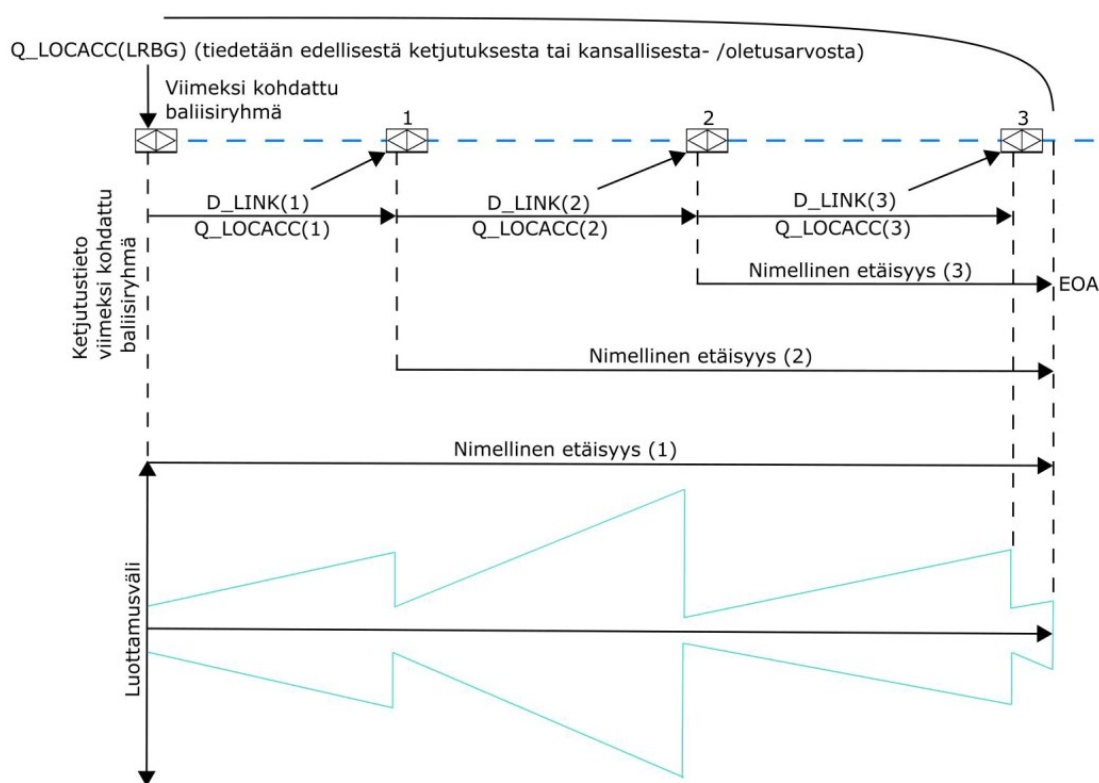 Q_LOCACC(LRBG) (tiedetään edellisestä ketjutuksesta tai kansallisesta- /oletusarvosta)
Viimeksi kohdattu
baliisiryhmä
1
2
3
D_LINK(1)
Q_LOCACC(1)
D_LINK(2)
Q_LOCACC(2)
D_LINK(3)
Q_LOCACC(3)
Ketjutustieto
viimeksi kohdattu
baliisiryhmä
Nimellinen etäisyys (3)
EOA
Nimellinen etäisyys (2)
Nimellinen etäisyys (1)
Luottamusväli